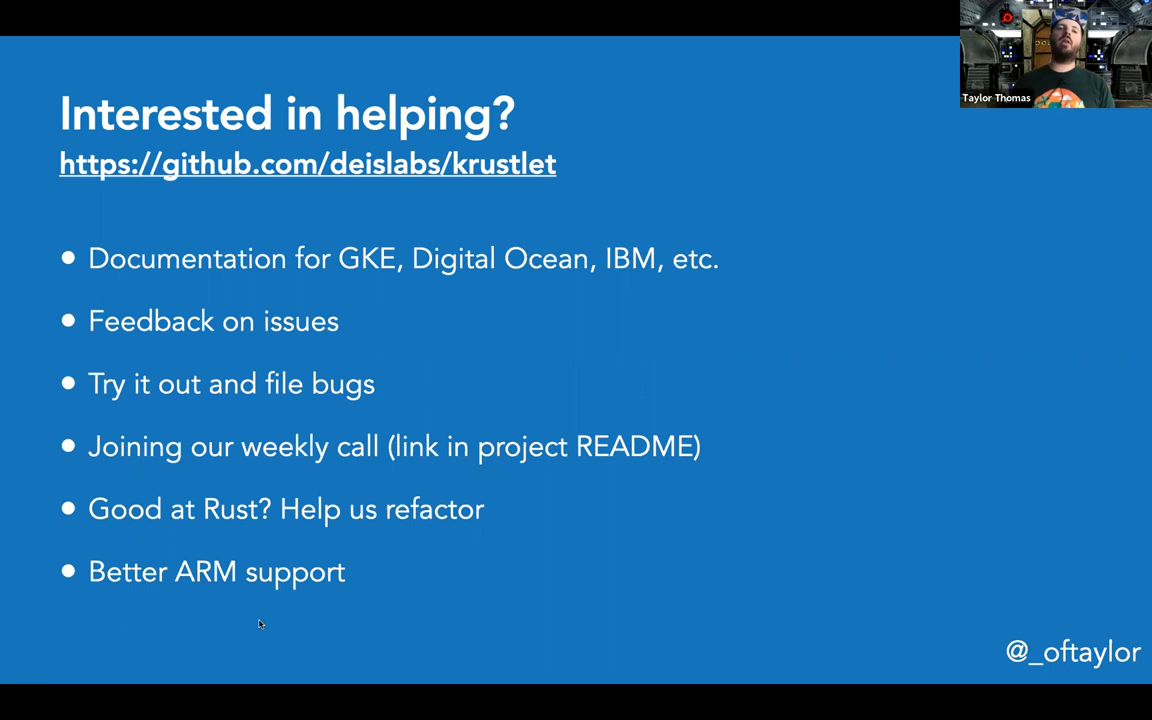 Taylor Thomas
Interested in helping?
https://github.com/deislabs/krustlet
• Documentation for GKE, Digital Ocean, IBM, etc.
• Feedback on issues
• Try it out and file bugs
• Joining our weekly call (link in project README)
• Good at Rust? Help us refactor
• Better ARM support
@_oftaylor